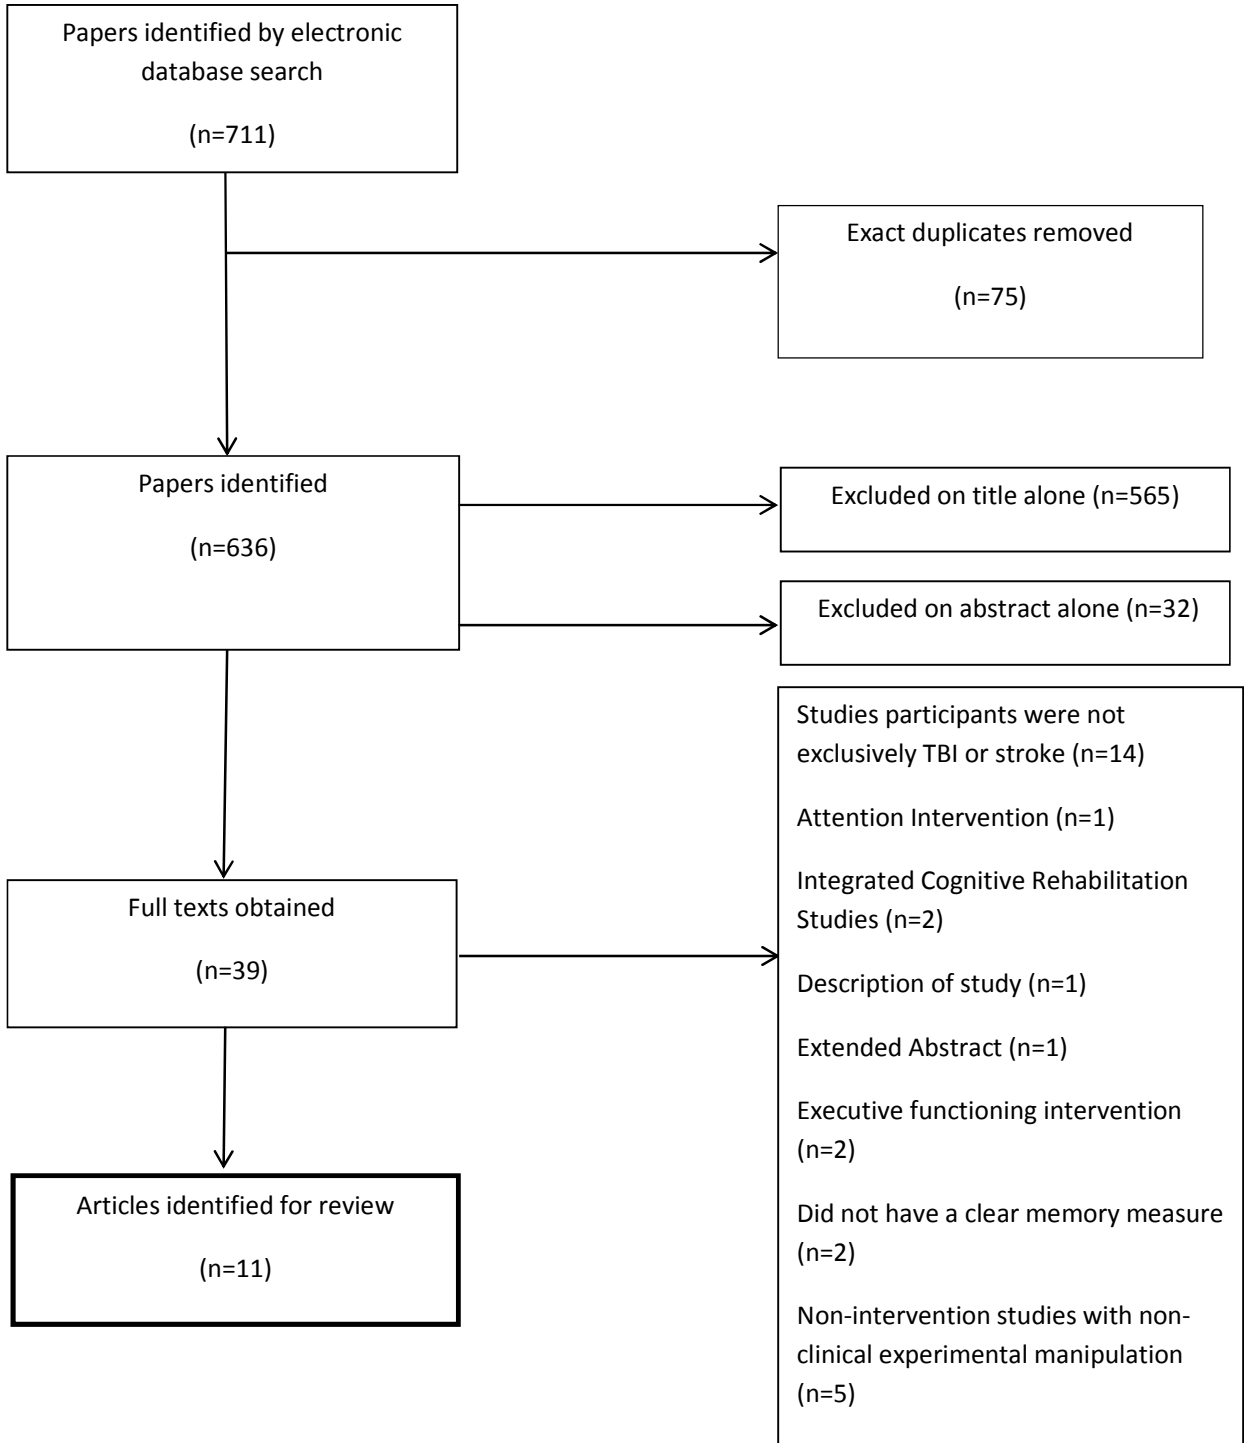 Papers identified by electronic
database search
(n=711)
Exact duplicates removed
(n=75)
Papers identified
(n=636)
Excluded on title alone (n=565)
Excluded on abstract alone (n=32)
Full texts obtained
(n=39)
Studies participants were not
exclusively TBI or stroke (n=14)
Attention Intervention (n=1)
Integrated Cognitive Rehabilitation
Studies (n=2)
Description of study (n=1)
Extended Abstract (n=1)
Executive functioning intervention
(n=2)
Did not have a clear memory measure
(n=2)
Non-intervention studies with non-
clinical experimental manipulation
(n=5)
Articles identified for review
(n=11)